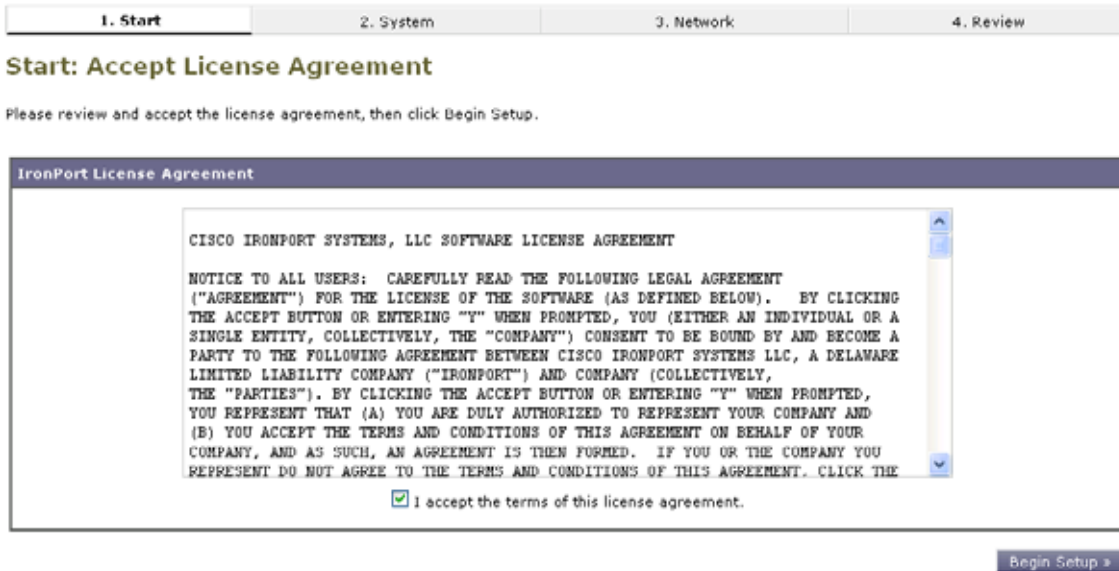 1. Start 2. System 3. Network 4. Review
Start: Accept License Agreement
Please review and accept the license agreement, then click Begin Setup.
IronPort License Agreement
CISCO IRONPORT SYSTEMS, LLC SOFTWARE LICENSE AGREEMENT
NOTICE TO ALL USERS: CAREFULLY READ THE FOLLOWING LEGAL AGREEMENT
("AGREEMENT") FOR THE LICENSE OF THE SOFTWARE (AS DEFINED BELOW). BY CLICKING
THE ACCEPT BUTTON OR ENTERING "Y" WHEN PROMPTED, YOU (EITHER AN INDIVIDUAL OR A
SINGLE ENTITY, COLLECTIVELY, THE "COMPANY") CONSENT TO BE BOUND BY AND BECOME A
PARTY TO THE FOLLOWING AGREEMENT BETWEEN CISCO IRONPORT SYSTEMS LLC, A DELAWARE
LIMITED LIABILITY COMPANY ("IRONPORT") AND COMPANY (COLLECTIVELY,
THE "PARTIES"). BY CLICKING THE ACCEPT BUTTON OR ENTERING "Y" WHEN PROMPTED,
YOU REPRESENT THAT (A) YOU ARE DULY AUTHORIZED TO REPRESENT YOUR COMPANY AND
(B) YOU ACCEPT THE TERMS AND CONDITIONS OF THIS AGREEMENT ON BEHALF OF YOUR
COMPANY, AND AS SUCH, AN AGREEMENT IS THEN FORMED. IF YOU OR THE COMPANY YOU
REPRESENT DO NOT AGREE TO THE TERMS AND CONDITIONS OF THIS AGREEMENT, CLICK THE
I accept the terms of this license agreement.
Begin Setup »